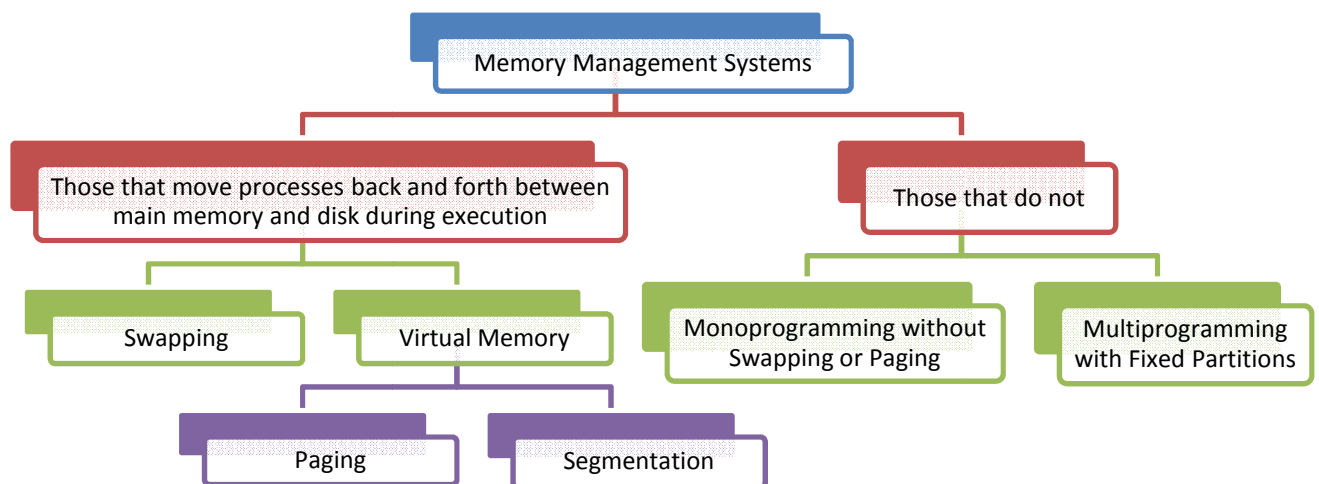 Memory Management Systems
Those that move processes back and forth between
main memory and disk during execution
Those that do not
Swapping
Virtual Memory
Monoprogramming without
Swapping or Paging
Multiprogramming
with Fixed Partitions
Paging
Segmentation